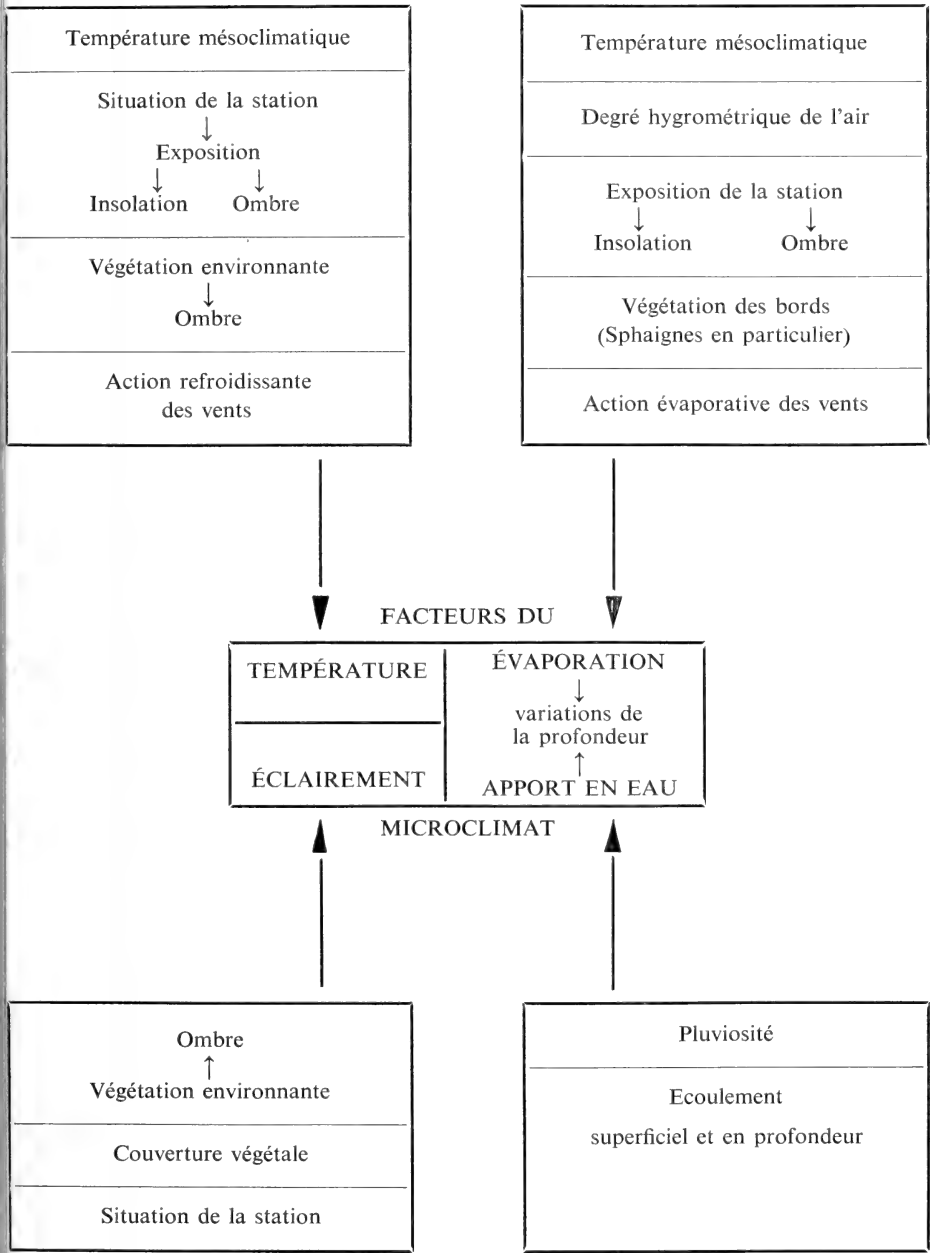 Température mésoclimatique
Situation de la station
↓
Exposition
↓ ↓
Insolation Ombre
Végétation environnante
↓
Ombre
Action refroidissante
des vents
Température mésoclimatique
Degré hygrométrique de l'air
Exposition de la station
↓ ↓
Insolation Ombre
Végétation des bords
(Sphaignes en particulier)
Action évaporative des vents
FACTEURS DU
TEMPÉRATURE
ÉCLAIREMENT
ÉVAPORATION
↓
variations de
la profondeur
↑
APPORT EN EAU
MICROCLIMAT
Ombre
↑
Végétation environnante
Couverture végétale
Situation de la station
Pluviosité
Ecoulement
superficiel et en profondeur